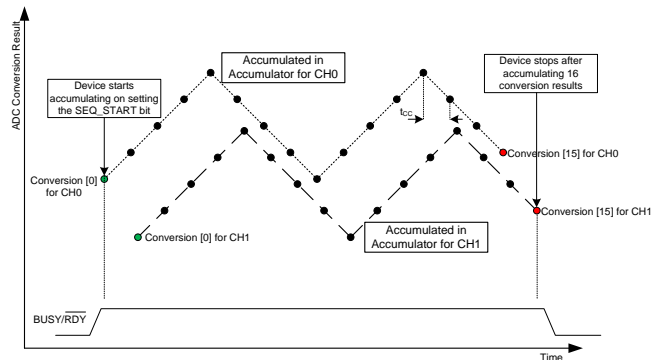 ADC Conversion Result
Accumulated in
Accumulator for CH0
Device stops after
accumulating 16
conversion results
Device starts
accumulating on setting
the SEQ_START bit
tCC
Conversion [15] for CH0
Conversion [0]
for CH0
Conversion [15] for CH1
Conversion [0] for CH1
Accumulated in
Accumulator for CH1
BUSY/RDY
Time